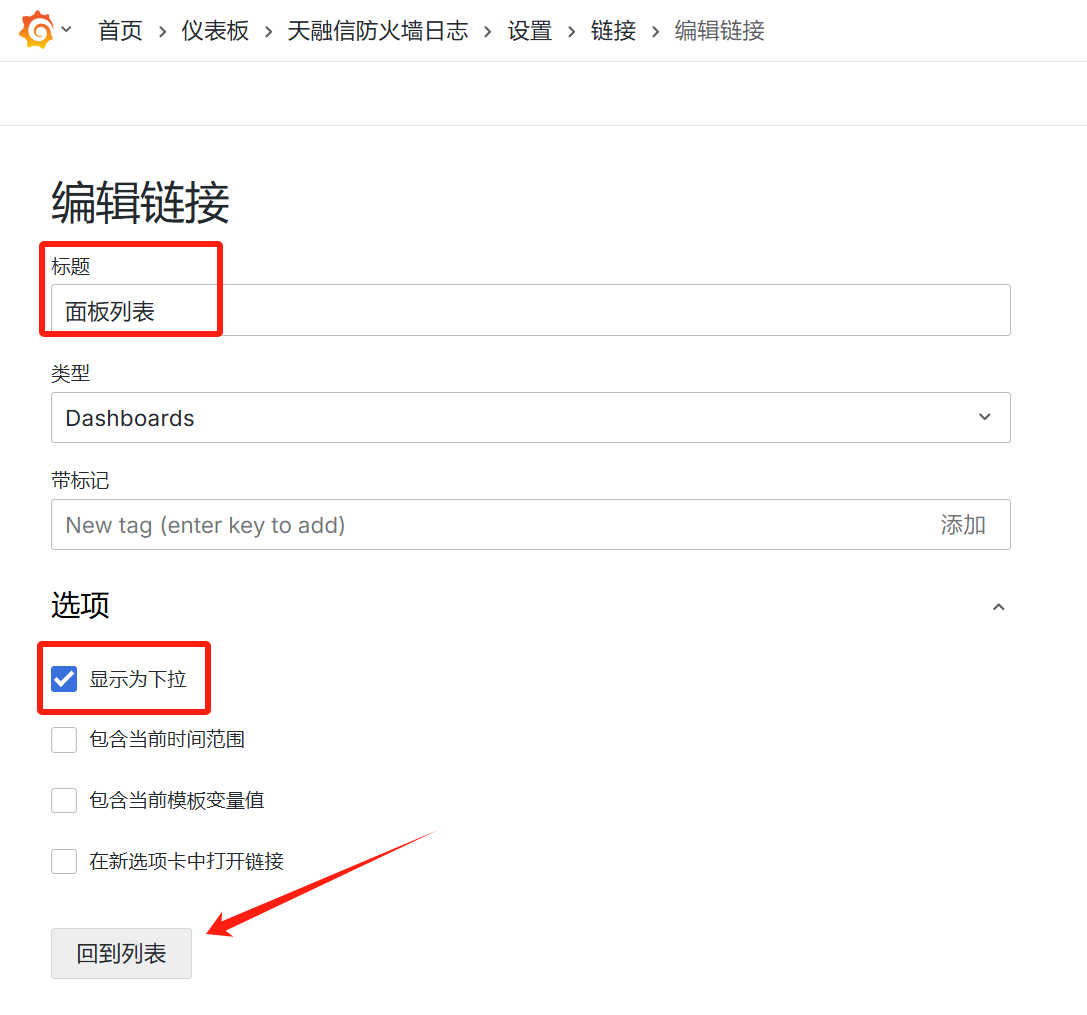 首页 › 仪表板 › 天融信防火墙日志 › 设置 › 链接 › 编辑链接
编辑链接
标题
面板列表
类型
Dashboards
带标记
New tag (enter key to add) 添加
选项
显示为下拉
包含当前时间范围
包含当前模板变量值
在新选项卡中打开链接
回到列表